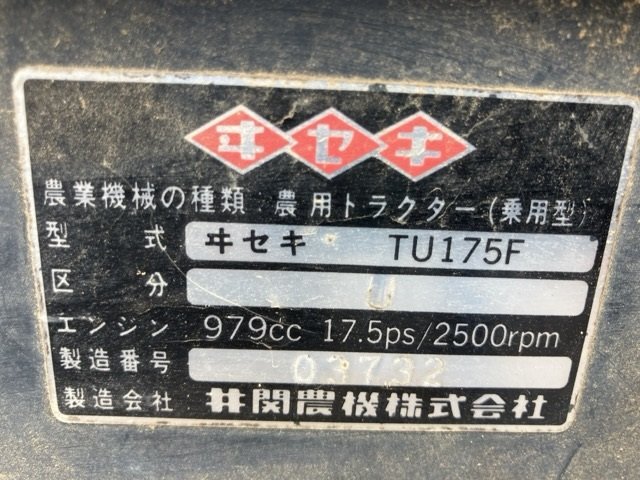 ヰセキ
農業機械の種類 農用トラクター(乗用型)
型式 ヰセキ TU175F
区分 U
エンジン 979cc 17.5ps/2500rpm
製造番号 03732
製造会社 井関農機株式会社